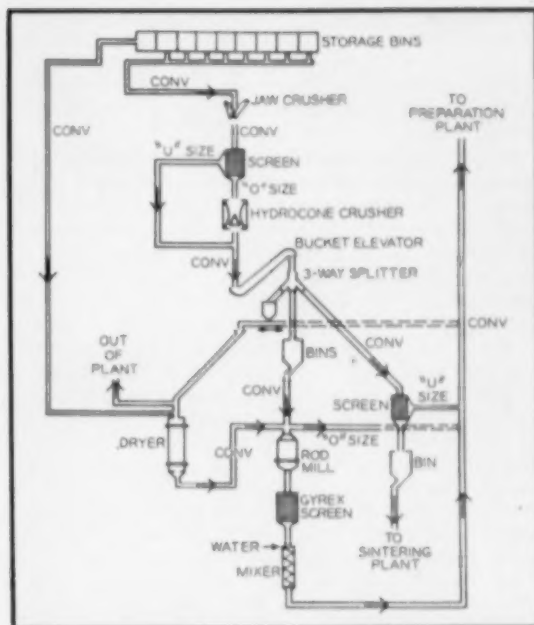 STORAGE BINS
CONV
JAW CRUSHER
TO
PREPARATION
PLANT
CONV
CONV
"U" SIZE
SCREEN
"O" SIZE
HYDROCONE CRUSHER
BUCKET ELEVATOR
CONV
3-WAY SPLITTER
CONV
OUT
OF
PLANT
CONV
BINS
"U"
SIZE
CONV
SCREEN
DRYER
"O" SIZE
CONV
ROD
MILL
BIN
GYREX
SCREEN
WATER
TO
SINTERING
PLANT
MIXER